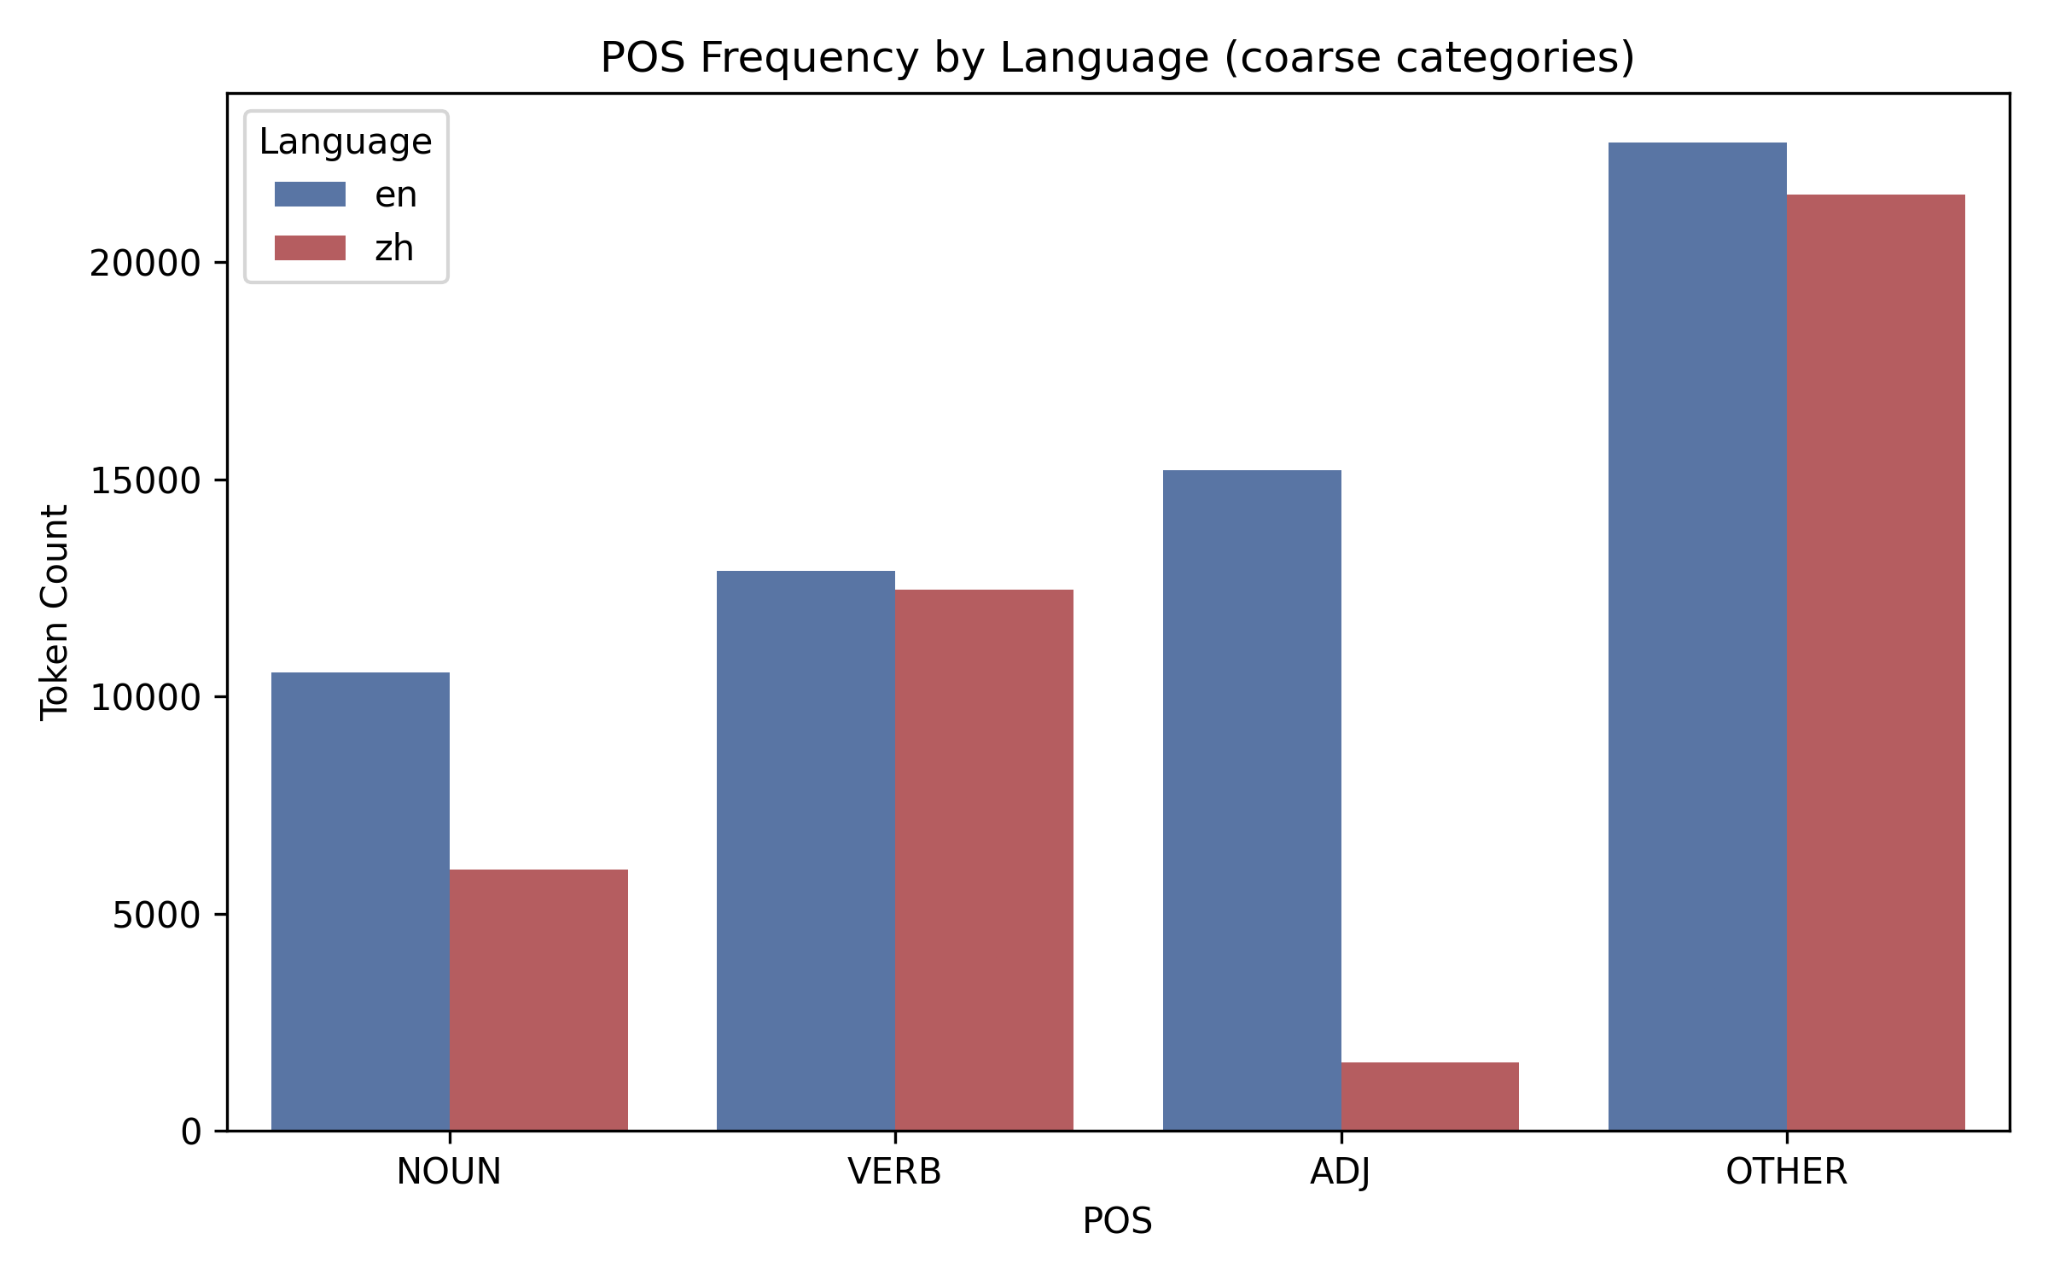 POS Frequency by Language (coarse categories)
Language
en
zh
20000
15000
10000
5000
0
Token Count
NOUN
VERB
ADJ
OTHER
POS